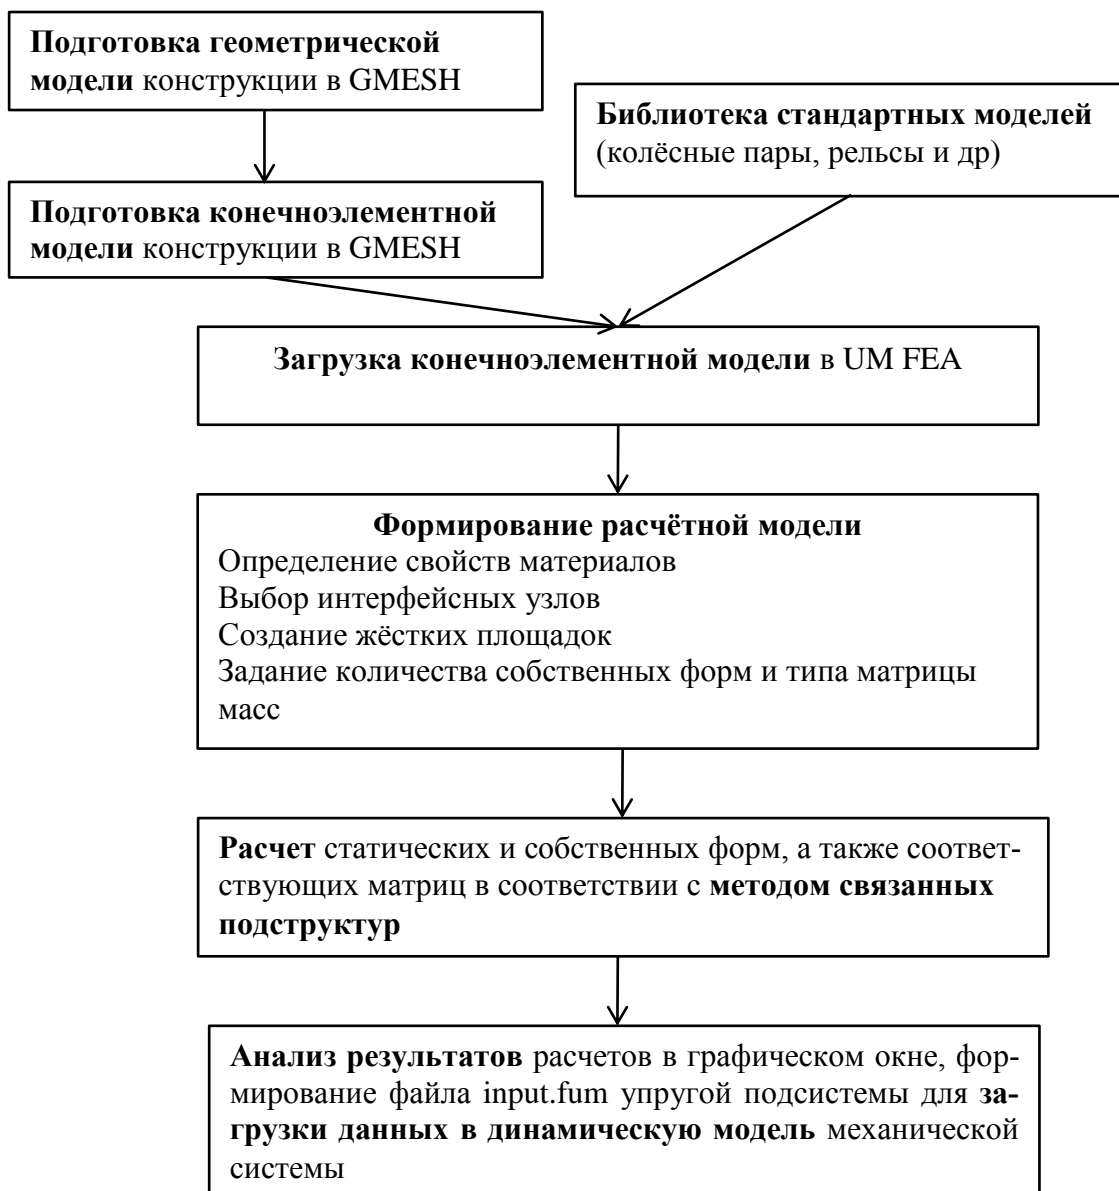 Подготовка геометрической
модели конструкции в GMESH
Библиотека стандартных моделей
(колёсные пары, рельсы и др)
Подготовка конечноэлементной
модели конструкции в GMESH
Загрузка конечноэлементной модели в UM FEA
Формирование расчётной модели
Определение свойств материалов
Выбор интерфейсных узлов
Создание жёстких площадок
Задание количества собственных форм и типа матрицы
масс
Расчет статических и собственных форм, а также соответ-
ствующих матриц в соответствии с методом связанных
подструктур
Анализ результатов расчетов в графическом окне, фор-
мирование файла input.fum упругой подсистемы для за-
грузки данных в динамическую модель механической
системы